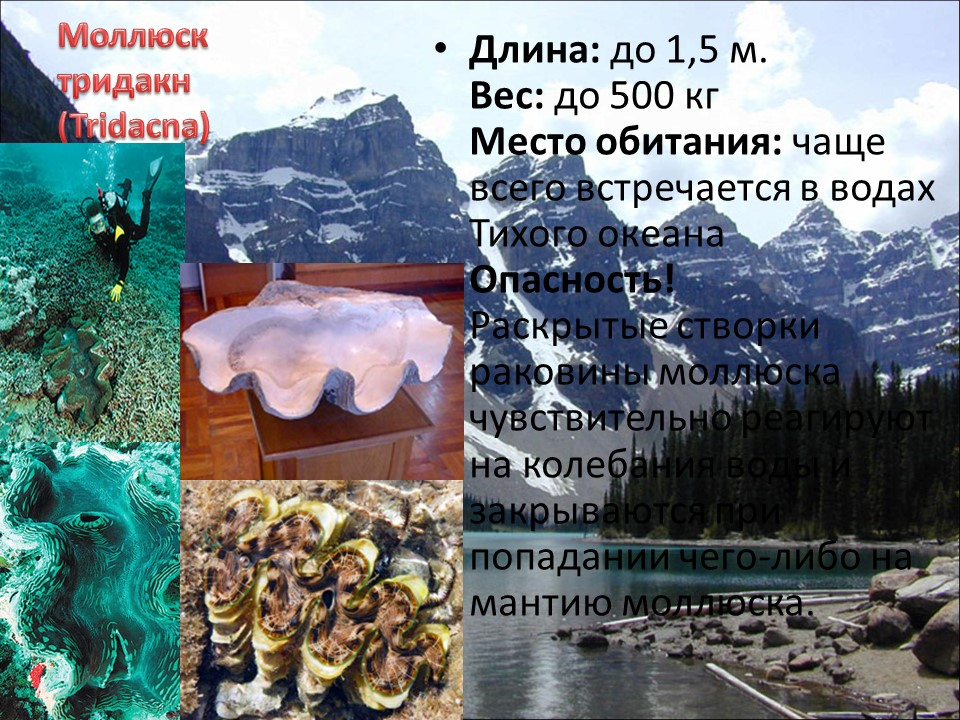 Моллюск
тридакн
(Tridacna)
• Длина: до 1,5 м.
Вес: до 500 кг
Место обитания: чаще
всего встречается в водах
Тихого океана
Опасность!
Раскрытые створки
раковины моллюска
чувствительно реагируют
на колебания воды и
закрываются при
попадании чего-либо на
мантию моллюска.